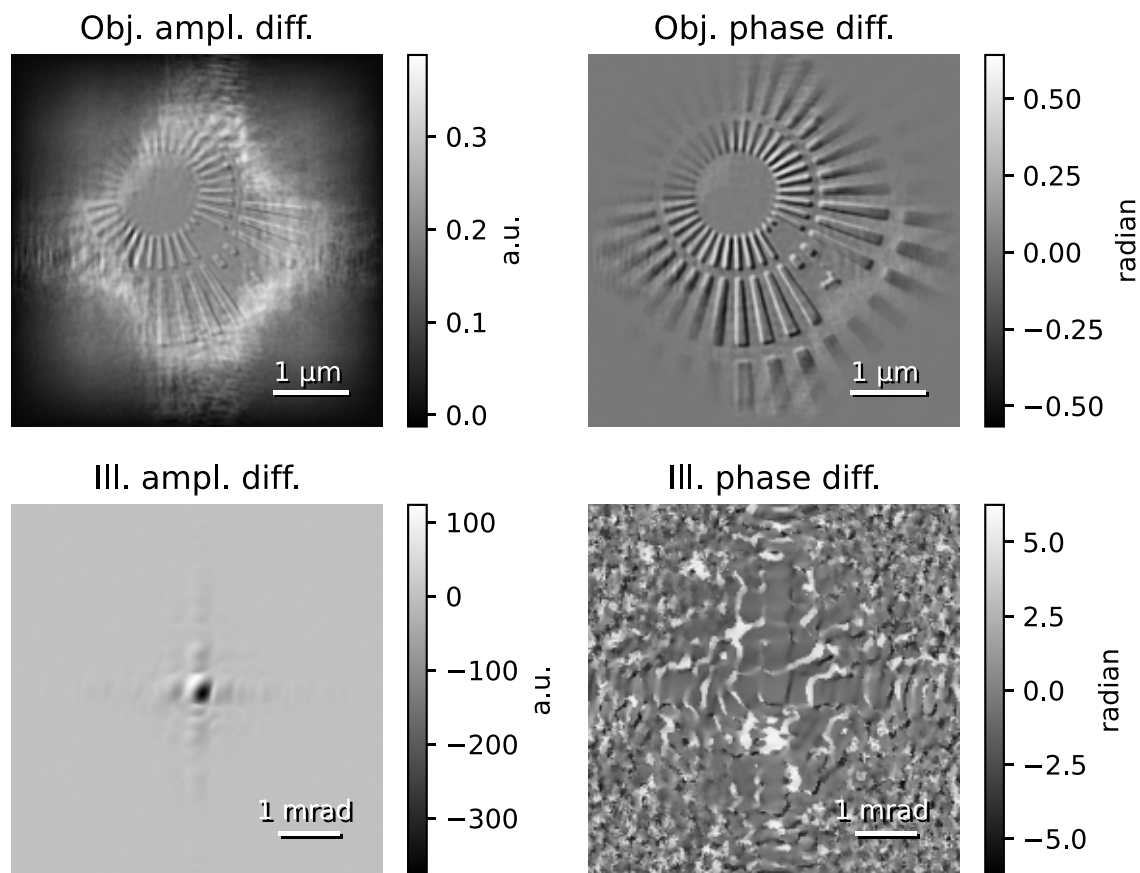 Obj. ampl. diff.
0.3
0.2
0.1
0.0
a.u.
1 μm
Obj. phase diff.
0.50
0.25
0.00
−0.25
−0.50
radian
1 μm
Ill. ampl. diff.
100
0
−100
−200
−300
a.u.
1 mrad
Ill. phase diff.
5.0
2.5
0.0
−2.5
−5.0
radian
1 mrad